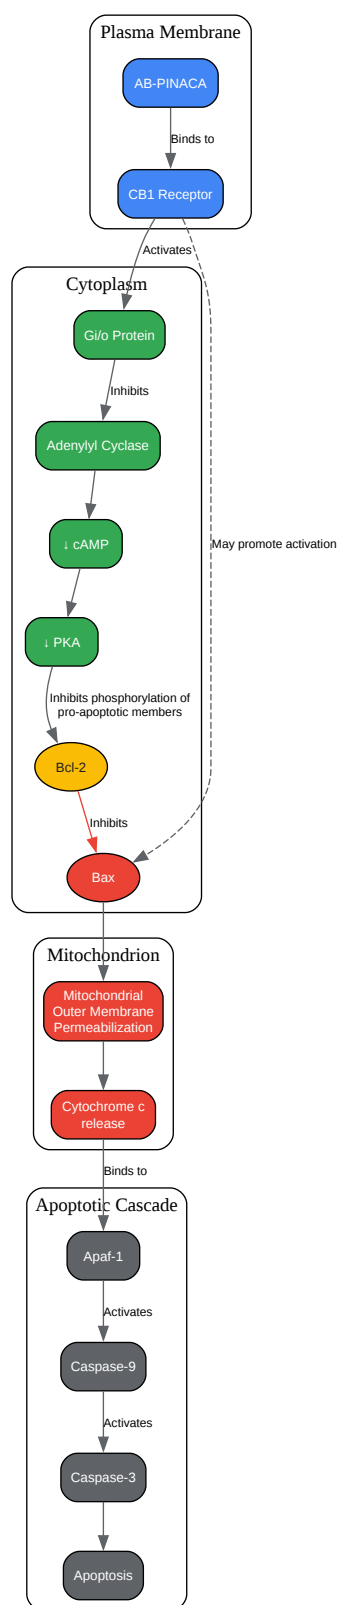 Plasma Membrane
AB-PINACA
Binds to
CB1 Receptor
Activates
Cytoplasm
Gi/o Protein
Inhibits
Adenylyl Cyclase
↓ cAMP
May promote activation
↓ PKA
Inhibits phosphorylation of
pro-apoptotic members
Bcl-2
Inhibits
Bax
Mitochondrion
Mitochondrial
Outer Membrane
Permeabilization
Cytochrome c
release
Binds to
Apoptotic Cascade
Apaf-1
Activates
Caspase-9
Activates
Caspase-3
Apoptosis